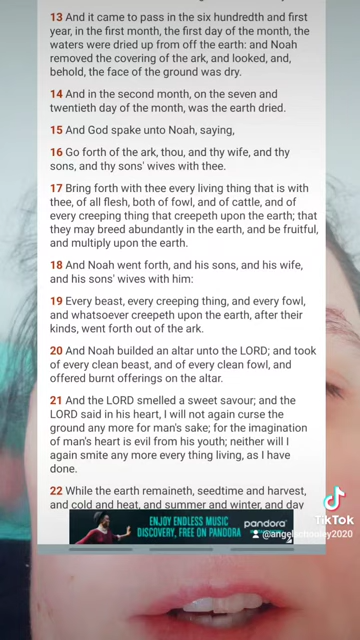 13 And it came to pass in the six hundredth and first
year, in the first month, the first day of the month, the
waters were dried up from off the earth: and Noah
removed the covering of the ark, and looked, and,
behold, the face of the ground was dry.
14 And in the second month, on the seven and
twentieth day of the month, was the earth dried.
15 And God spake unto Noah, saying,
16 Go forth of the ark, thou, and thy wife, and thy
sons, and thy sons' wives with thee.
17 Bring forth with thee every living thing that is with
thee, of all flesh, both of fowl, and of cattle, and of
every creeping thing that creepeth upon the earth; that
they may breed abundantly in the earth, and be fruitful,
and multiply upon the earth.
18 And Noah went forth, and his sons, and his wife,
and his sons' wives with him:
19 Every beast, every creeping thing, and every fowl,
and whatsoever creepeth upon the earth, after their
kinds, went forth out of the ark.
20 And Noah builded an altar unto the LORD; and took
of every clean beast, and of every clean fowl, and
offered burnt offerings on the altar.
21 And the LORD smelled a sweet savour; and the
LORD said in his heart, I will not again curse the
ground any more for man's sake; for the imagination
of man's heart is evil from his youth; neither will I
again smite any more every thing living, as I have
done.
22 While the earth remaineth, seedtime and harvest,
and cold and heat, and summer and winter, and day
ENJOY ENDLESS MUSIC
DISCOVERY, FREE ON PANDORA
pandora
TikTok